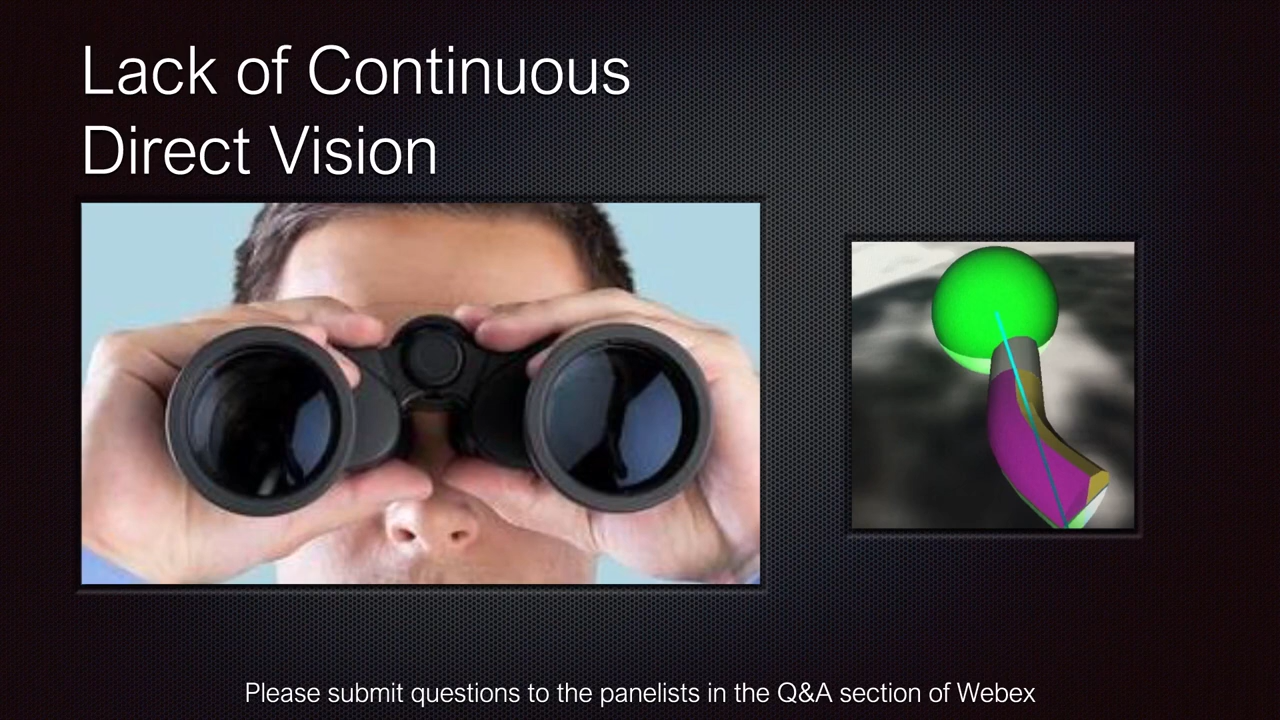 Lack of Continuous
Direct Vision
Please submit questions to the panelists in the Q&A section of Webex